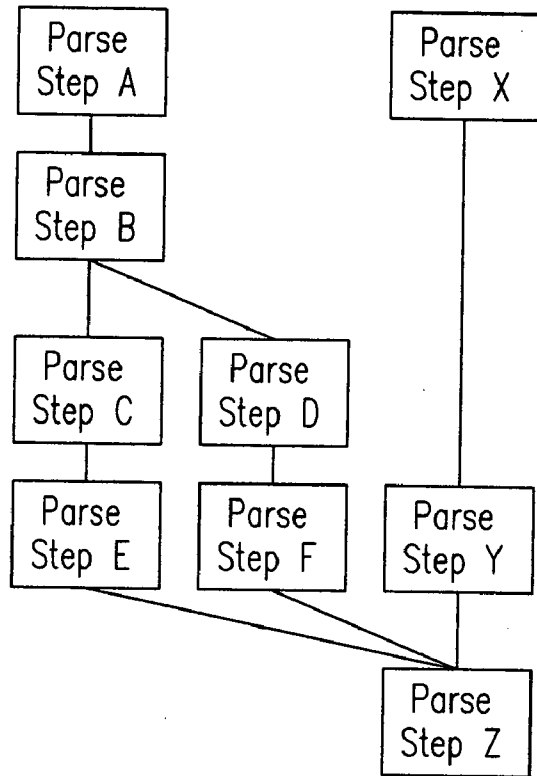 Parse
Step A
Parse
Step X
Parse
Step B
Parse
Step C
Parse
Step D
Parse
Step E
Parse
Step F
Parse
Step Y
Parse
Step Z